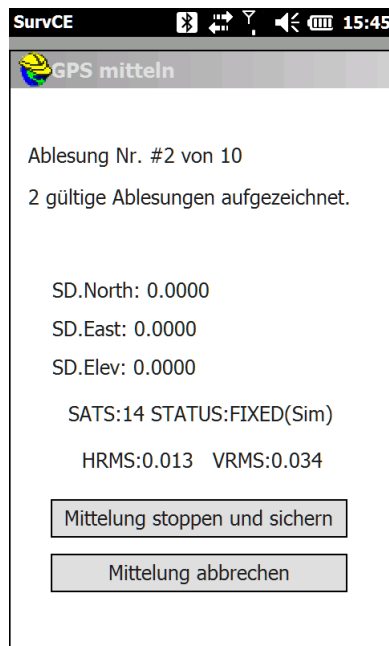 SurvCE 15:45
GPS mitteln
Ablesung Nr. #2 von 10
2 gültige Ablesungen aufgezeichnet.
SD.North: 0.0000
SD.East: 0.0000
SD.Elev: 0.0000
SATS:14 STATUS:FIXED(Sim)
HRMS:0.013 VRMS:0.034
Mittelung stoppen und sichern
Mittelung abbrechen